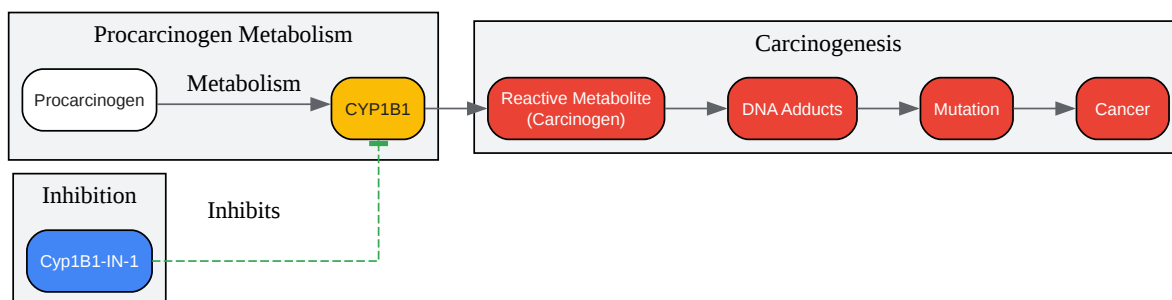 Procarcinogen Metabolism
Procarcinogen
Metabolism
CYP1B1
Carcinogenesis
Reactive Metabolite
(Carcinogen)
DNA Adducts
Mutation
Cancer
Inhibition
Cyp1B1-IN-1
Inhibits